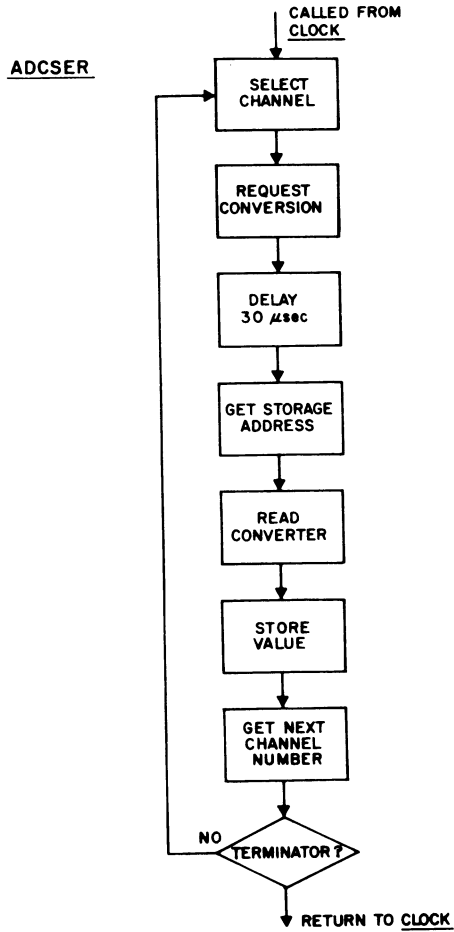 CALLED FROM
CLOCK
ADCSER
SELECT
CHANNEL
REQUEST
CONVERSION
DELAY
30 µsec
GET STORAGE
ADDRESS
READ
CONVERTER
STORE
VALUE
GET NEXT
CHANNEL
NUMBER
NO
TERMINATOR?
RETURN TO CLOCK